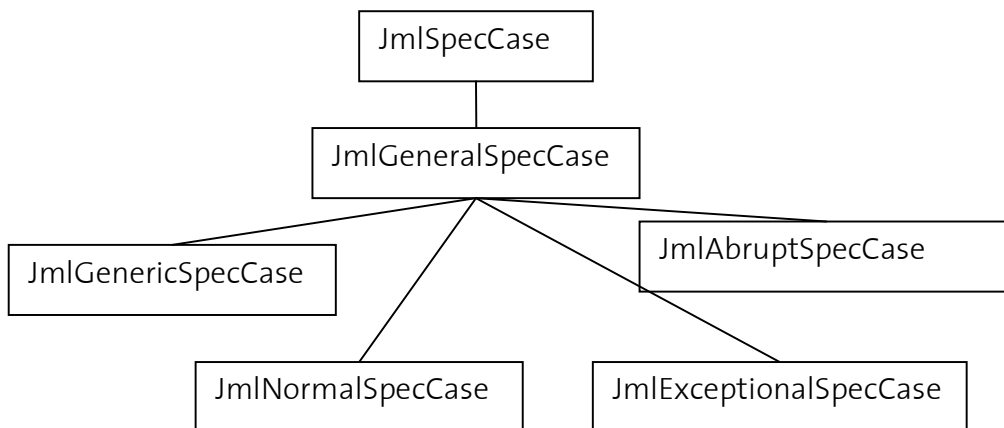 JmlSpecCase
JmlGeneralSpecCase
JmlAbruptSpecCase
JmlGenericSpecCase
JmlNormalSpecCase
JmlExceptionalSpecCase